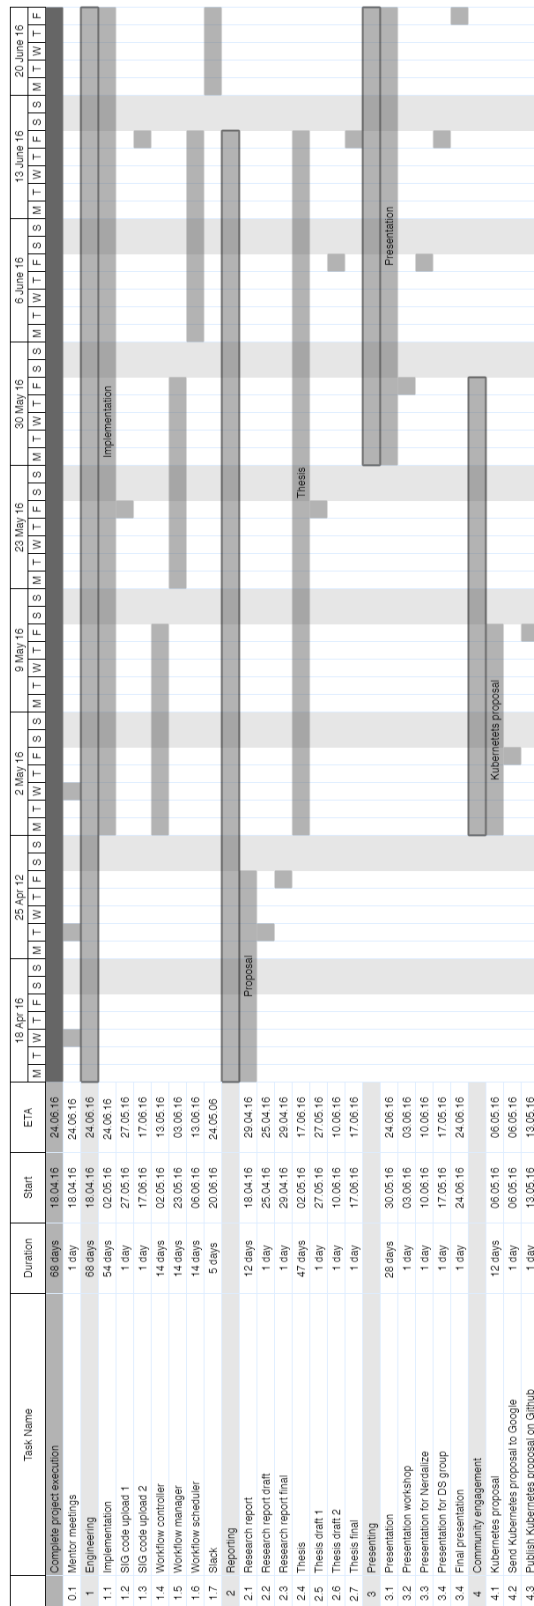 Task Name Duration Start ETA 18 Apr 16 25 Apr 12 2 May 16 9 May 16 23 May 16 30 May 16 6 June 16 13 June 16 20 June 16
M T W T F S S M T W T F S S M T W T F S S M T W T F S S M T W T F S S M T W T F S S M T W T F S S M T W T F S S M T W T F
Complete project execution 68 days 18.04.16 24.06.16
0.1 Mentor meetings 1 day 18.04.16 24.06.16
1 Engineering 68 days 18.04.16 24.06.16
1.1 Implementation 54 days 02.05.16 24.06.16 Implementation
1.2 SIG code upload 1 1 day 27.05.16 27.05.16
1.3 SIG code upload 2 1 day 17.06.16 17.06.16
1.4 Workflow controller 14 days 02.05.16 13.05.16
1.5 Workflow manager 14 days 23.05.16 03.06.16
1.6 Workflow scheduler 14 days 06.06.16 13.06.16
1.7 Slack 5 days 20.06.16 24.05.06
2 Reporting
2.1 Research report 12 days 18.04.16 29.04.16 Proposal
2.2 Research report draft 1 day 25.04.16 25.04.16
2.3 Research report final 1 day 29.04.16 29.04.16
2.4 Thesis 47 days 02.05.16 17.06.16 Thesis
2.5 Thesis draft 1 1 day 27.05.16 27.05.16
2.6 Thesis draft 2 1 day 10.06.16 10.06.16
2.7 Thesis final 1 day 17.06.16 17.06.16
3 Presenting
3.1 Presentation 28 days 30.05.16 24.06.16 Presentation
3.2 Presentation workshop 1 day 03.06.16 03.06.16
3.3 Presentation for Nerdalize 1 day 10.06.16 10.06.16
3.4 Presentation for DS group 1 day 17.05.16 17.05.16
3.4 Final presentation 1 day 24.06.16 24.06.16
4 Community engagement
4.1 Kubernetes proposal 12 days 06.05.16 06.05.16 Kubernetets proposal
4.2 Send Kubernetes proposal to Google 1 day 06.05.16 06.05.16
4.3 Publish Kubernetes proposal on Github 1 day 13.05.16 13.05.16